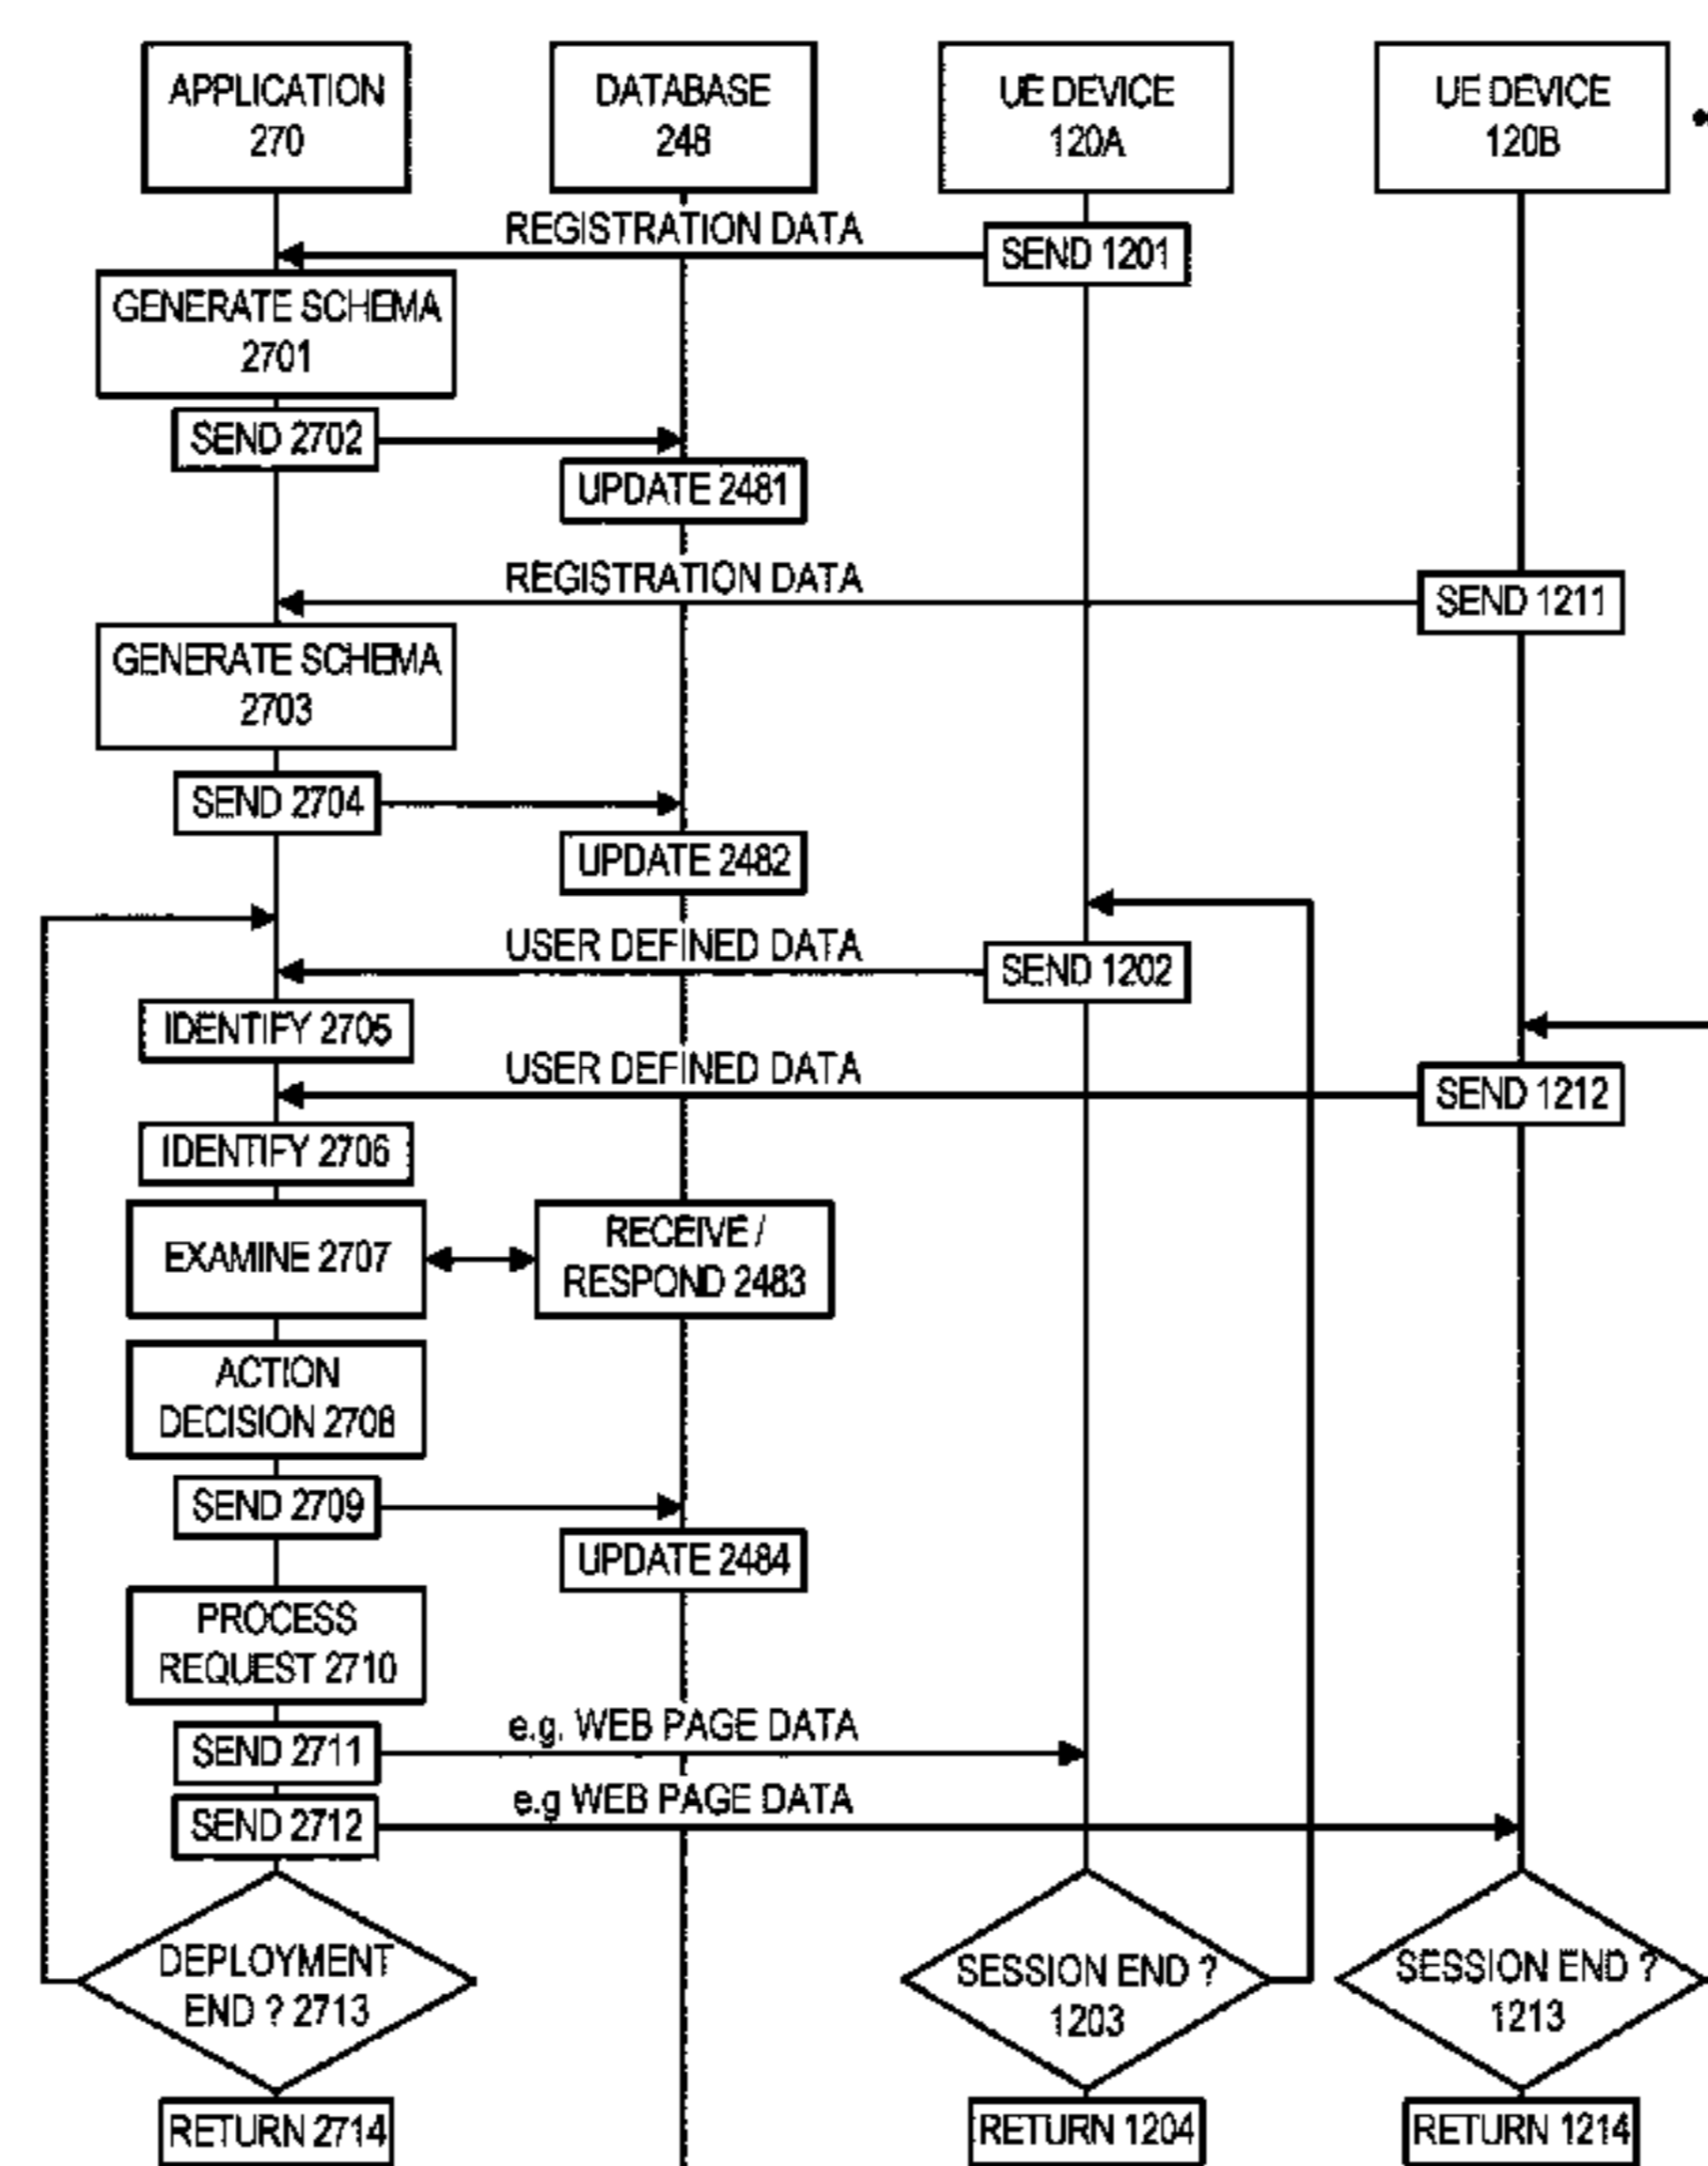 APPLICATION
270
DATABASE
248
UE DEVICE
120A
UE DEVICE
120B
REGISTRATION DATA
SEND 1201
GENERATE SCHEMA
2701
SEND 2702
UPDATE 2481
REGISTRATION DATA
SEND 1211
GENERATE SCHEMA
2703
SEND 2704
UPDATE 2482
USER DEFINED DATA
SEND 1202
IDENTIFY 2705
USER DEFINED DATA
SEND 1212
IDENTIFY 2706
EXAMINE 2707
RECEIVE /
RESPOND 2483
ACTION
DECISION 2708
SEND 2709
UPDATE 2484
PROCESS
REQUEST 2710
e.g. WEB PAGE DATA
SEND 2711
e.g WEB PAGE DATA
SEND 2712
DEPLOYMENT
END ? 2713
SESSION END ?
1203
SESSION END ?
1213
RETURN 2714
RETURN 1204
RETURN 1214